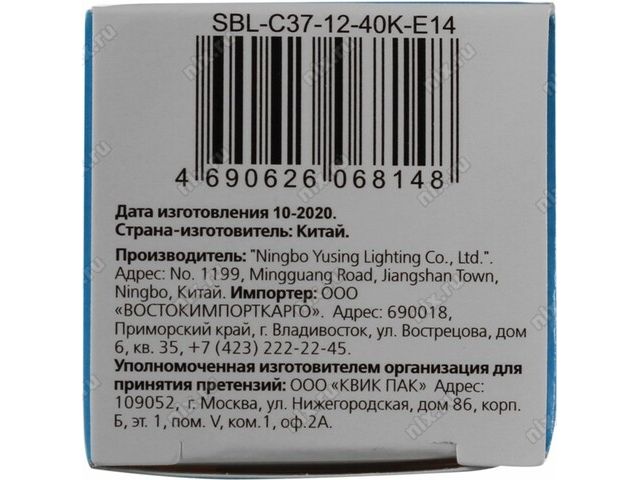 SBL-C37-12-40K-E14
4 690626 068148
Дата изготовления 10-2020.
Страна-изготовитель: Китай.
Производитель: "Ningbo Yusing Lighting Co., Ltd.".
Адрес: No. 1199, Mingguang Road, Jiangshan Town,
Ningbo, Китай. Импортер: ООО
«ВОСТОКИМПОРТКАРГО». Адрес: 690018,
Приморский край, г. Владивосток, ул. Вострецова, дом
6, кв. 35, +7 (423) 222-22-45.
Уполномоченная изготовителем организация для
принятия претензий: ООО «КВИК ПАК» Адрес:
109052, г. Москва, ул. Нижегородская, дом 86, корп.
Б, эт. 1, пом. V, ком.1, оф.2А.